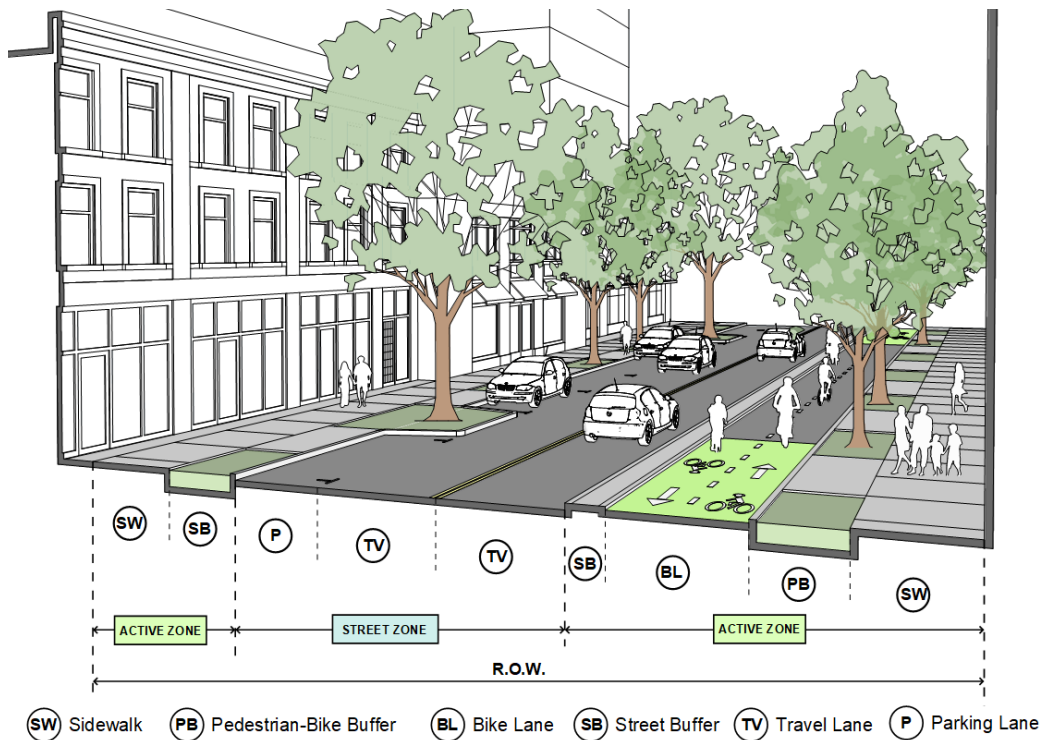 SW SB P TV TV SB BL PB SW
ACTIVE ZONE STREET ZONE ACTIVE ZONE
R.O.W.
SW Sidewalk PB Pedestrian-Bike Buffer BL Bike Lane SB Street Buffer TV Travel Lane P Parking Lane